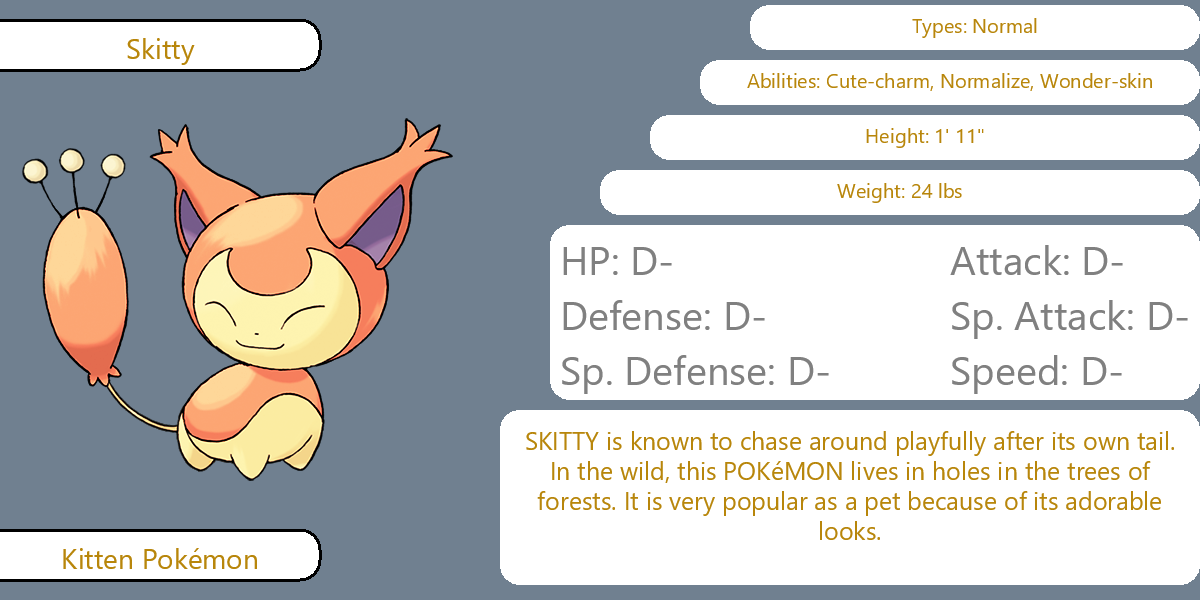 Skitty
Types: Normal
Abilities: Cute-charm, Normalize, Wonder-skin
Height: 1' 11"
Weight: 24 lbs
HP: D-
Attack: D-
Defense: D-
Sp. Attack: D-
Sp. Defense: D-
Speed: D-
SKITTY is known to chase around playfully after its own tail.
In the wild, this POKéMON lives in holes in the trees of
forests. It is very popular as a pet because of its adorable
looks.
Kitten Pokémon